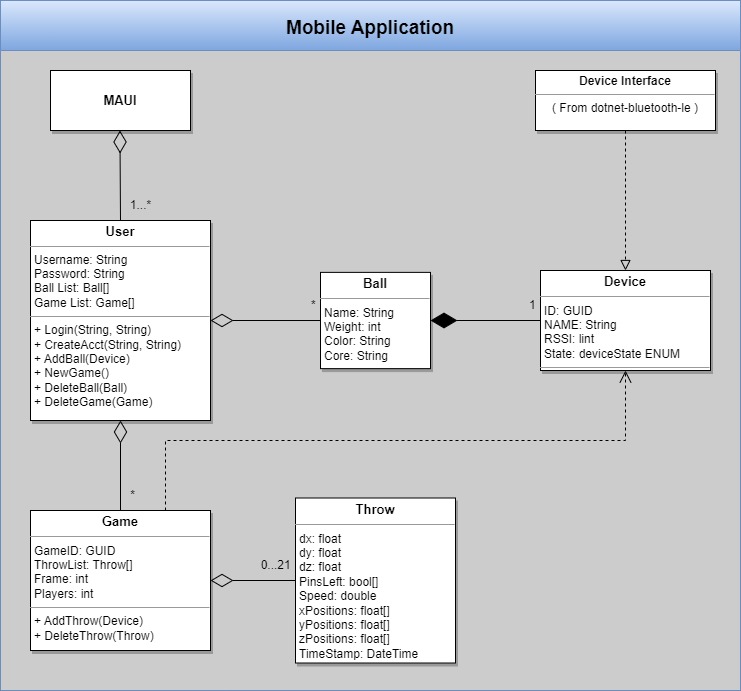 Mobile Application
MAUI
Device Interface
( From dotnet-bluetooth-le )
1...*
User
Username: String
Password: String
Ball List: Ball[]
Game List: Game[]
+ Login(String, String)
+ CreateAcct(String, String)
+ AddBall(Device)
+ NewGame()
+ DeleteBall(Ball)
+ DeleteGame(Game)
*
Ball
Name: String
Weight: int
Color: String
Core: String
1
Device
ID: GUID
NAME: String
RSSI: Iint
State: deviceState ENUM
*
Game
GameID: GUID
ThrowList: Throw[]
Frame: int
Players: int
+ AddThrow(Device)
+ DeleteThrow(Throw)
0...21
Throw
dx: float
dy: float
dz: float
PinsLeft: bool[]
Speed: double
xPositions: float[]
yPositions: float[]
zPositions: float[]
TimeStamp: DateTime